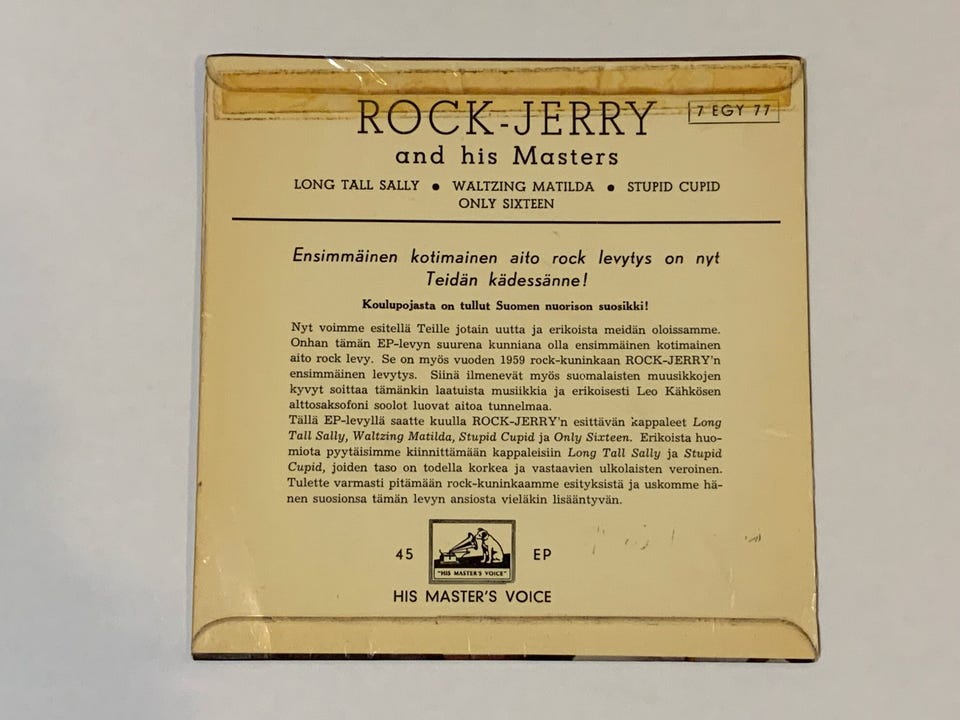 ROCK-JERRY
7 EGY 77
and his Masters
LONG TALL SALLY ● WALTZING MATILDA ● STUPID CUPID
ONLY SIXTEEN
Ensimmäinen kotimainen aito rock levytys on nyt
Teidän kädessänne!
Koulupojasta on tullut Suomen nuorison suosikki!
Nyt voimme esitellä Teille jotain uutta ja erikoista meidän oloissamme.
Onhan tämän EP-levyn suurena kunniana olla ensimmäinen kotimainen
aito rock levy. Se on myös vuoden 1959 rock-kuninkaan ROCK-JERRY'n
ensimmäinen levytys. Siinä ilmenevät myös suomalaisten muusikkojen
kyvyt soittaa tämänkin laatuista musiikkia ja erikoisesti Leo Kähkösen
alttosaksofoni soolot luovat aitoa tunnelmaa.
Tällä EP-levyllä saatte kuulla ROCK-JERRY'n esittävän kappaleet Long
Tall Sally, Waltzing Matilda, Stupid Cupid ja Only Sixteen. Erikoista huo-
miota pyytäisimme kiinnittämään kappaleisiin Long Tall Sally ja Stupid
Cupid, joiden taso on todella korkea ja vastaavien ulkolaisten veroinen.
Tulette varmasti pitämään rock-kuninkaamme esityksistä ja uskomme hä-
nen suosionsa tämän levyn ansiosta vieläkin lisääntyvän.
45 EP
"HIS MASTER'S VOICE"
HIS MASTER'S VOICE